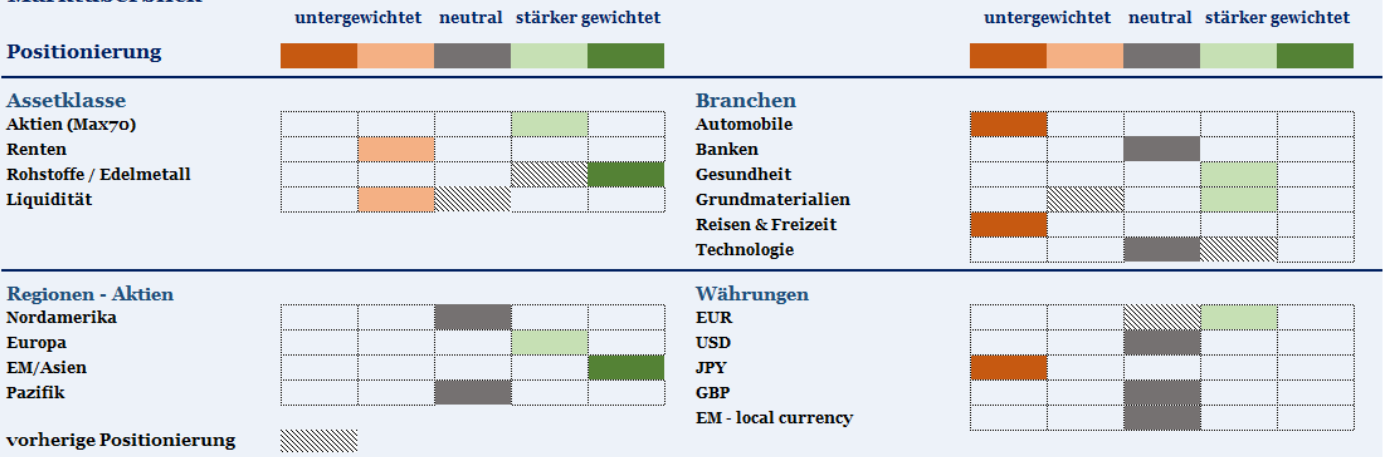 untergewichtet neutral stärker gewichtet
untergewichtet neutral stärker gewichtet
Positionierung
Assetklasse
Aktien (Max70)
Renten
Rohstoffe / Edelmetall
Liquidität
Branchen
Automobile
Banken
Gesundheit
Grundmaterialien
Reisen & Freizeit
Technologie
Regionen - Aktien
Nordamerika
Europa
EM/Asien
Pazifik
vorherige Positionierung
Währungen
EUR
USD
JPY
GBP
EM - local currency